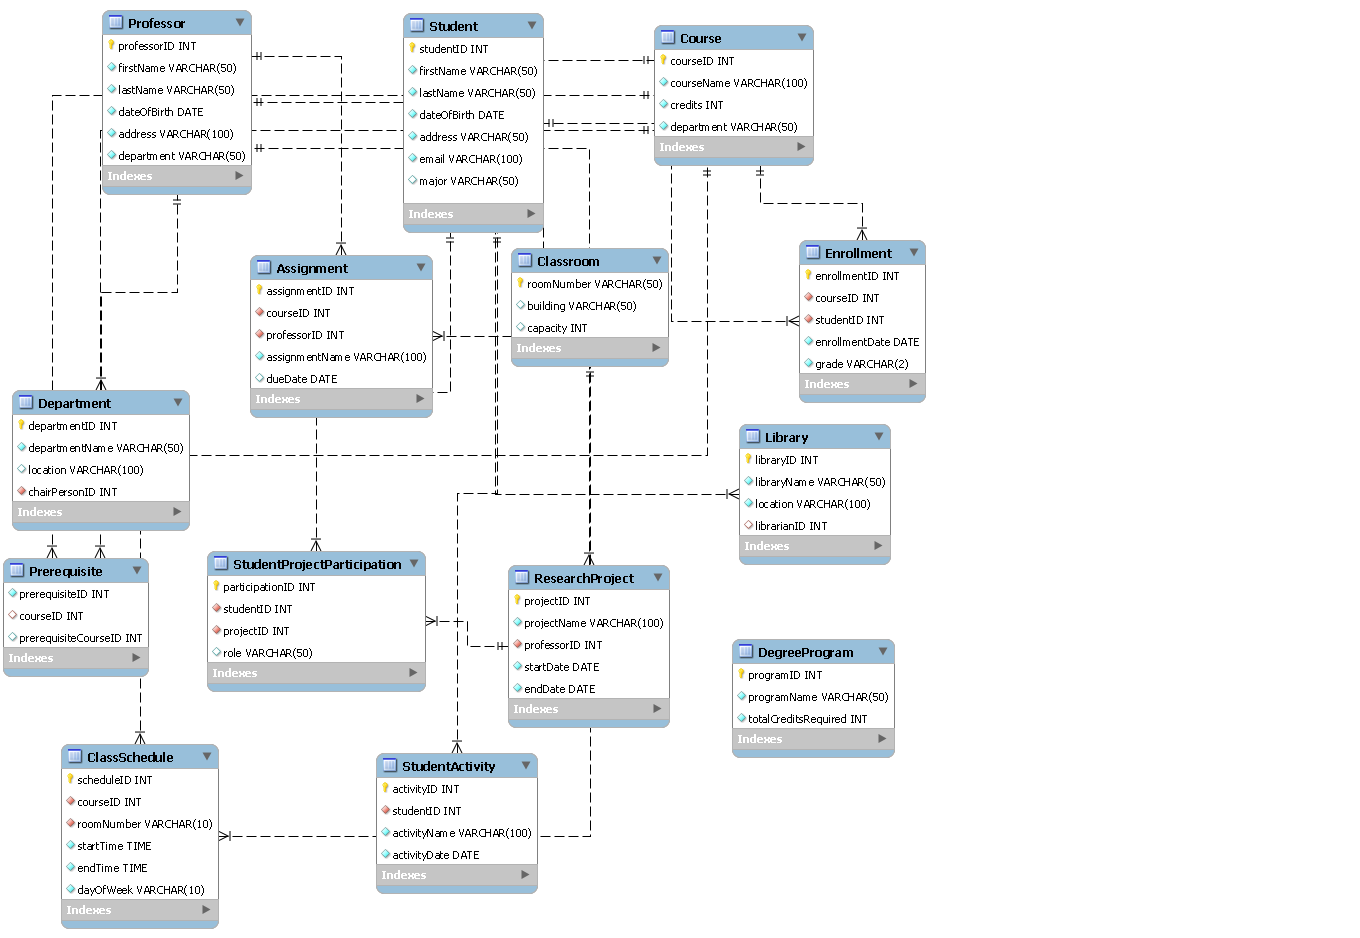 Professor
professorID INT
firstName VARCHAR(50)
lastName VARCHAR(50)
dateOfBirth DATE
address VARCHAR(100)
department VARCHAR(50)
Indexes
Student
studentID INT
firstName VARCHAR(50)
lastName VARCHAR(50)
dateOfBirth DATE
address VARCHAR(50)
email VARCHAR(100)
major VARCHAR(50)
Indexes
Course
courseID INT
courseName VARCHAR(100)
credits INT
department VARCHAR(50)
Indexes
Assignment
assignmentID INT
courseID INT
professorID INT
assignmentName VARCHAR(100)
dueDate DATE
Indexes
Classroom
roomNumber VARCHAR(50)
building VARCHAR(50)
capacity INT
Indexes
Enrollment
enrollmentID INT
courseID INT
studentID INT
enrollmentDate DATE
grade VARCHAR(2)
Indexes
Department
departmentID INT
departmentName VARCHAR(50)
location VARCHAR(100)
chairPersonID INT
Indexes
Library
libraryID INT
libraryName VARCHAR(50)
location VARCHAR(100)
librarianID INT
Indexes
Prerequisite
prerequisiteID INT
courseID INT
prerequisiteCourseID INT
Indexes
StudentProjectParticipation
participationID INT
studentID INT
projectID INT
role VARCHAR(50)
Indexes
ResearchProject
projectID INT
projectName VARCHAR(100)
professorID INT
startDate DATE
endDate DATE
Indexes
DegreeProgram
programID INT
programName VARCHAR(50)
totalCreditsRequired INT
Indexes
ClassSchedule
scheduleID INT
courseID INT
roomNumber VARCHAR(10)
startTime TIME
endTime TIME
dayOfWeek VARCHAR(10)
Indexes
StudentActivity
activityID INT
studentID INT
activityName VARCHAR(100)
activityDate DATE
Indexes